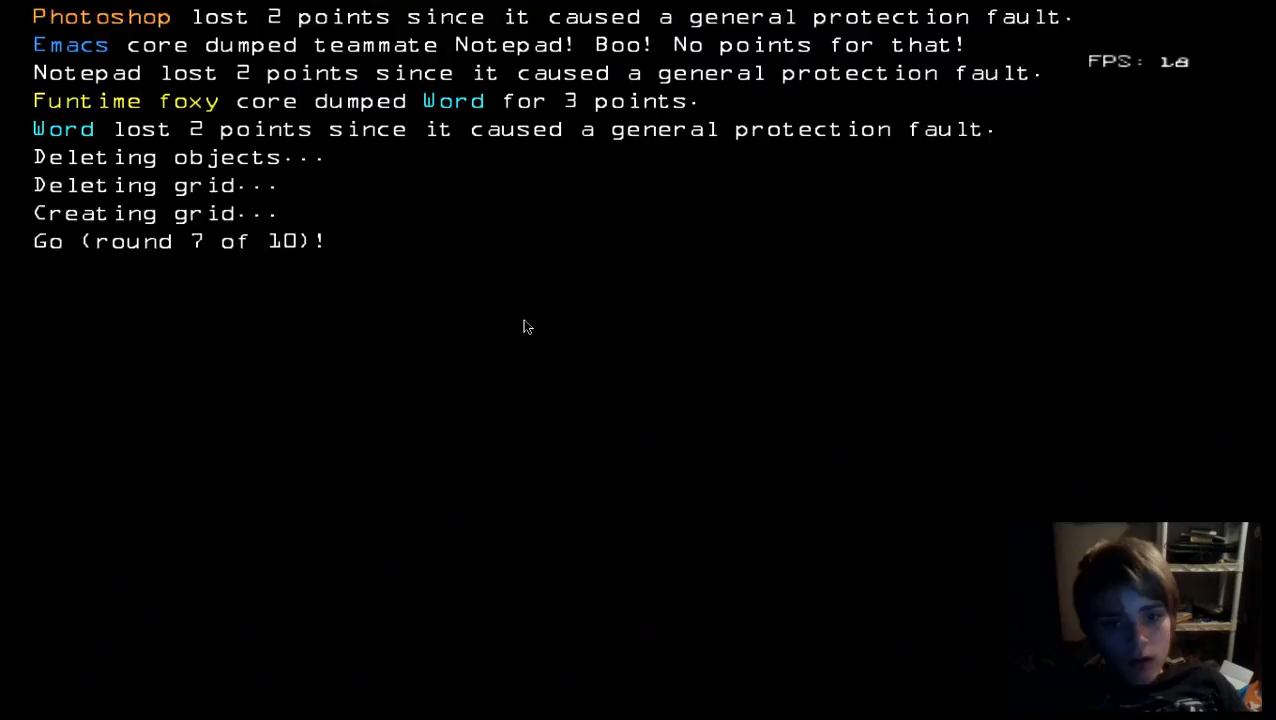 Photoshop lost 2 points since it caused a general protection fault.
Emacs core dumped teammate Notepad! Boo! No points for that!
FPS: 18
Notepad lost 2 points since it caused a general protection fault.
Funtime foxy core dumped Word for 3 points.
Word lost 2 points since it caused a general protection fault.
Deleting objects...
Deleting grid...
Creating grid...
Go (round 7 of 10)!